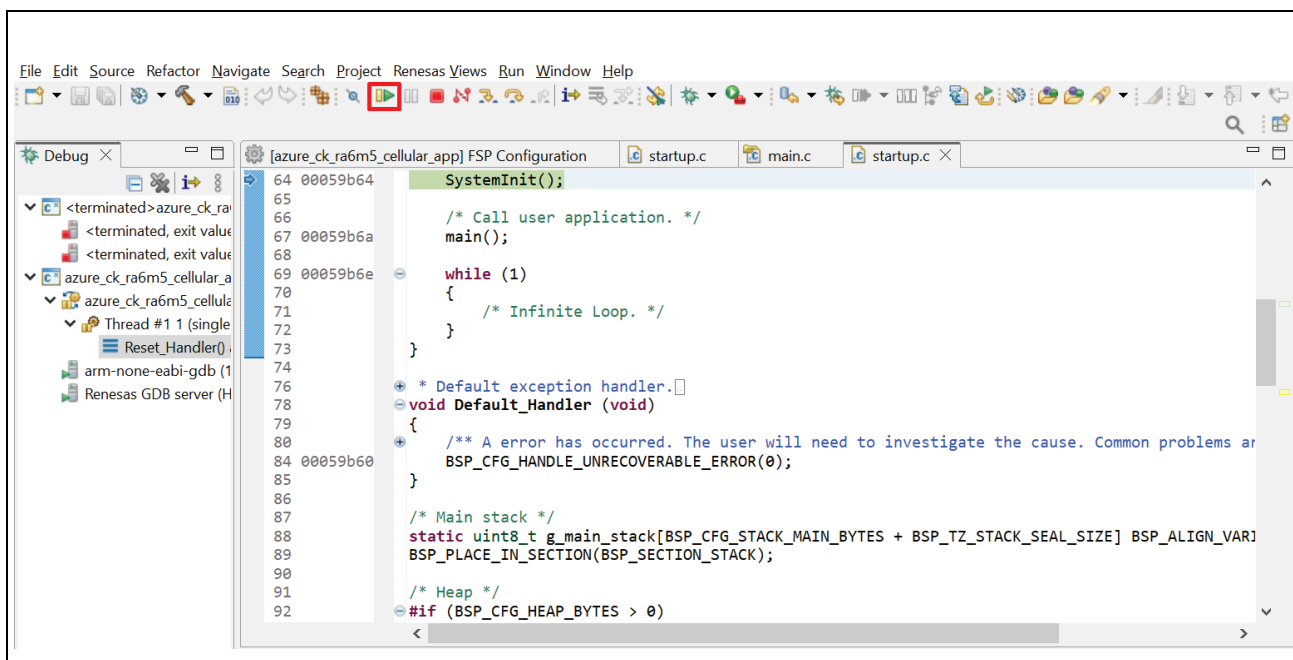 File Edit Source Refactor Navigate Search Project Renesas Views Run Window Help
Debug
[azure_ck_ra6m5_cellular_app] FSP Configuration
startup.c
main.c
startup.c
<terminated>azure_ck_ra
<terminated, exit value
<terminated, exit value
azure_ck_ra6m5_cellular_a
azure_ck_ra6m5_cellula
Thread #1 1 (single
Reset_Handler()
arm-none-eabi-gdb (1
Renesas GDB server (H
64 00059b64 SystemInit();
65
66 /* Call user application. */
67 00059b6a main();
68
69 00059b6e while (1)
70 {
71 /* Infinite Loop. */
72 }
73 }
74
76 * Default exception handler.
78 void Default_Handler (void)
79 {
80 /** A error has occurred. The user will need to investigate the cause. Common problems ar
84 00059b60 BSP_CFG_HANDLE_UNRECOVERABLE_ERROR(0);
85 }
86
87 /* Main stack */
88 static uint8_t g_main_stack[BSP_CFG_STACK_MAIN_BYTES + BSP_TZ_STACK_SEAL_SIZE] BSP_ALIGN_VARI
89 BSP_PLACE_IN_SECTION(BSP_SECTION_STACK);
90
91 /* Heap */
92 #if (BSP_CFG_HEAP_BYTES > 0)